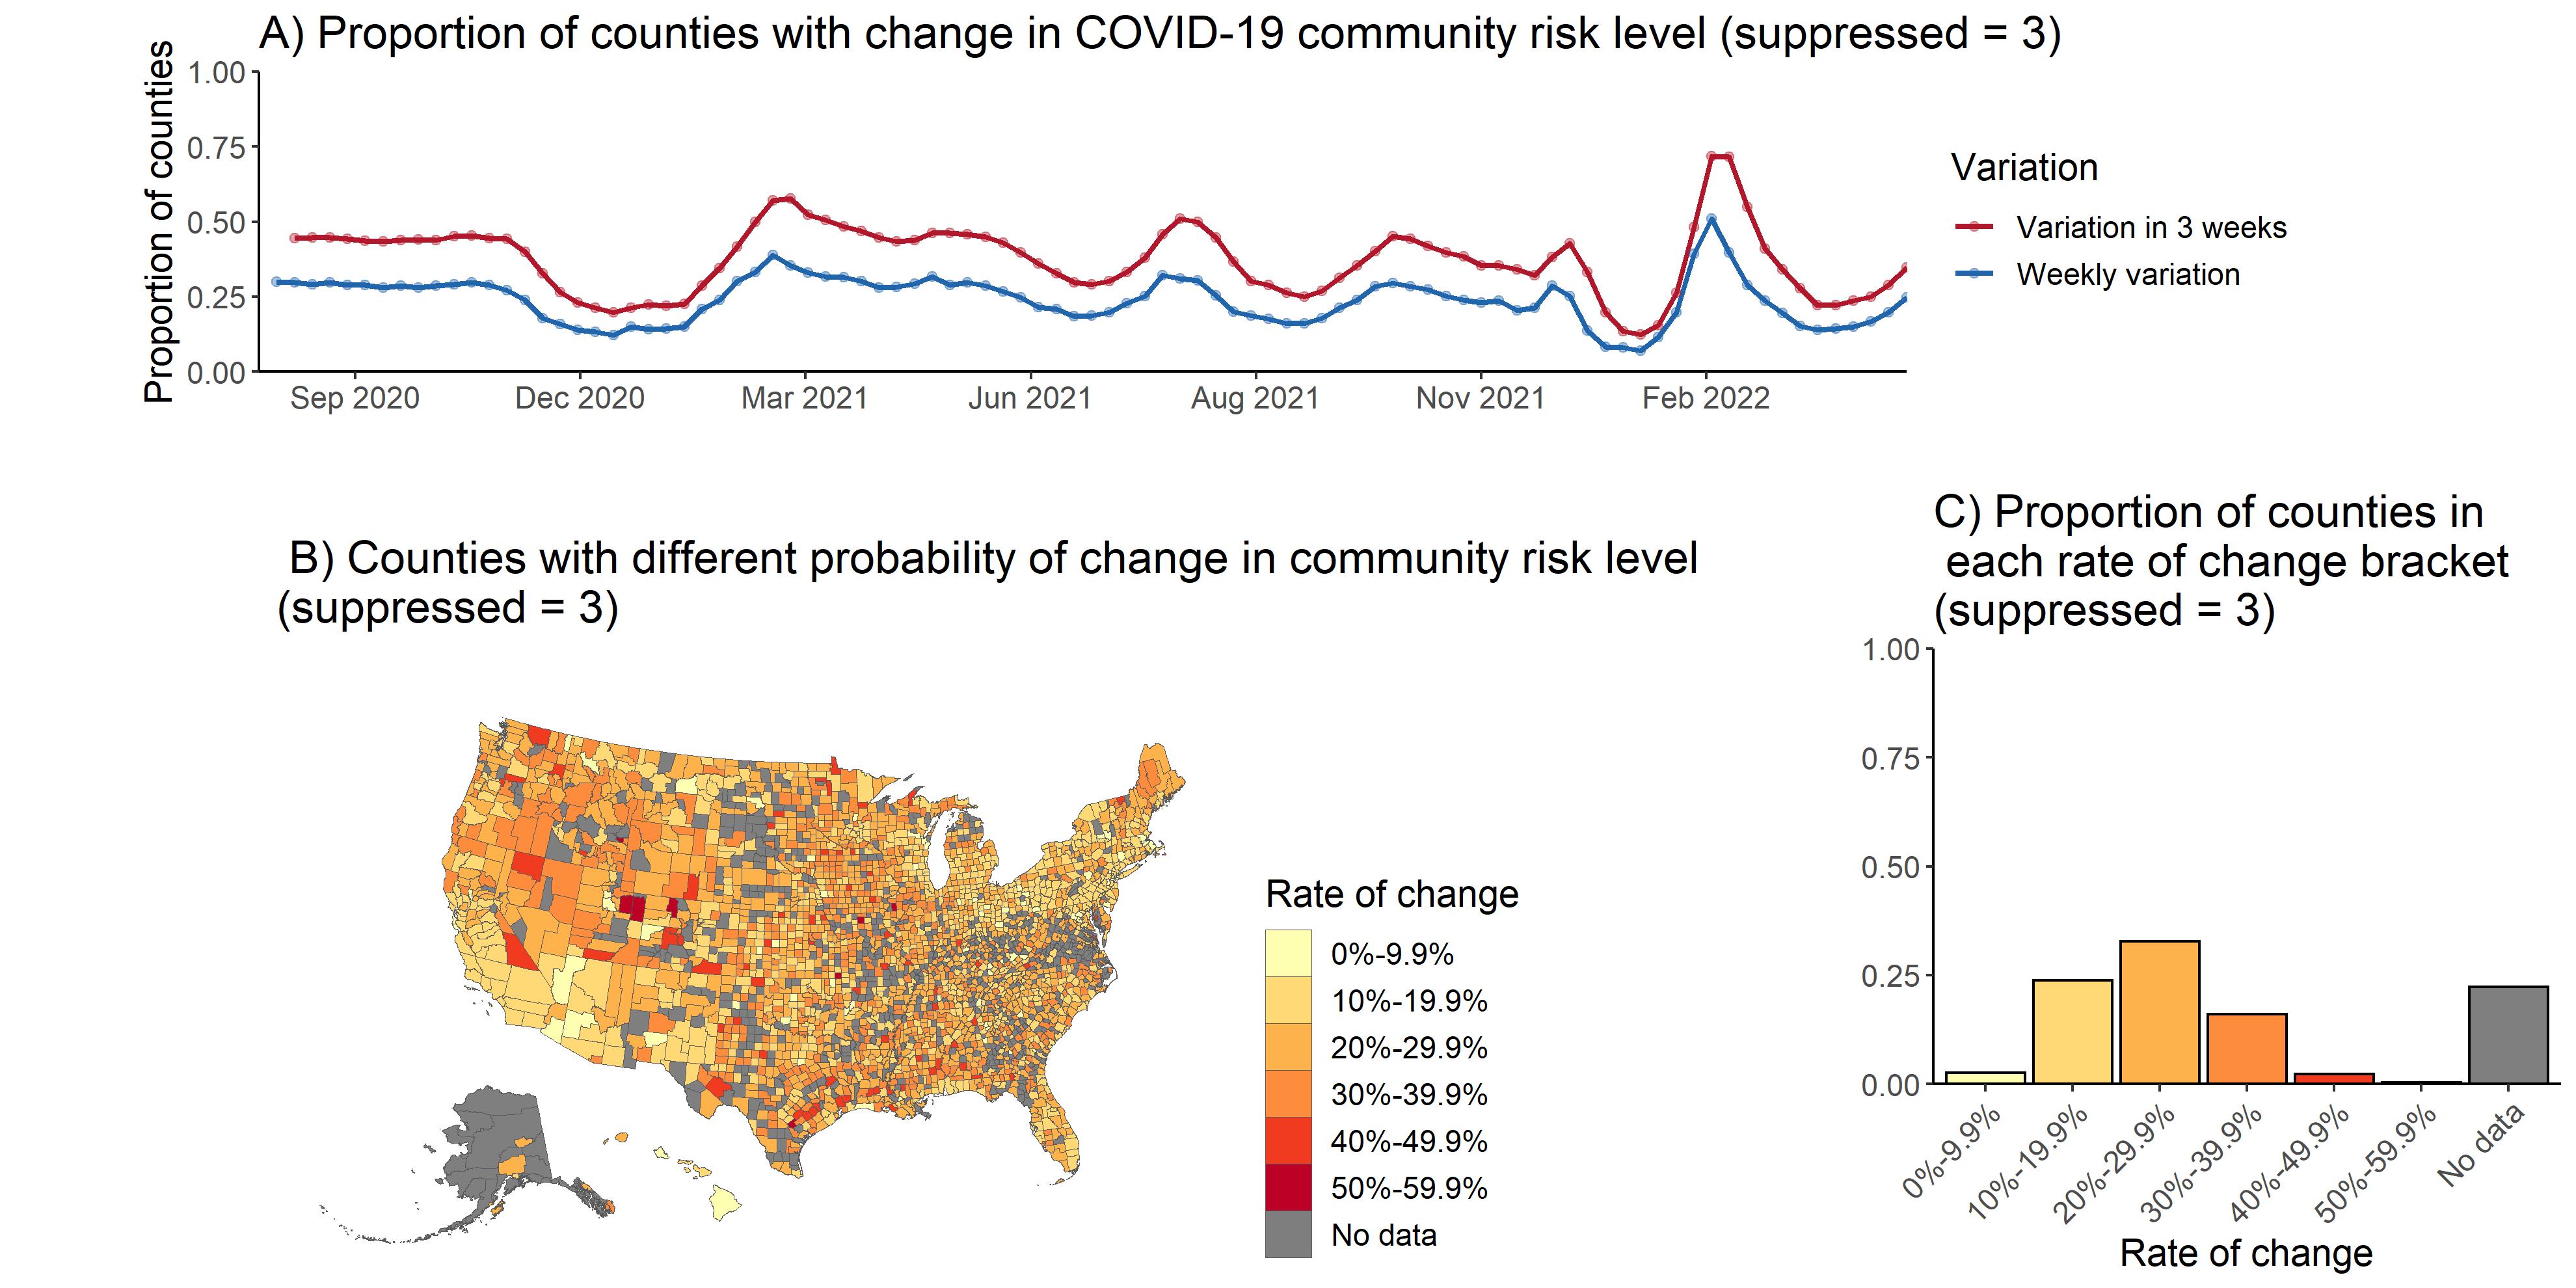 A) Proportion of counties with change in COVID-19 community risk level (suppressed = 3)
Proportion of counties
1.00
0.75
0.50
0.25
0.00
Sep 2020
Dec 2020
Mar 2021
Jun 2021
Aug 2021
Nov 2021
Feb 2022
Variation
Variation in 3 weeks
Weekly variation
B) Counties with different probability of change in community risk level
(suppressed = 3)
Rate of change
0%-9.9%
10%-19.9%
20%-29.9%
30%-39.9%
40%-49.9%
50%-59.9%
No data
C) Proportion of counties in
each rate of change bracket
(suppressed = 3)
1.00
0.75
0.50
0.25
0.00
0%-9.9%
10%-19.9%
20%-29.9%
30%-39.9%
40%-49.9%
50%-59.9%
No data
Rate of change